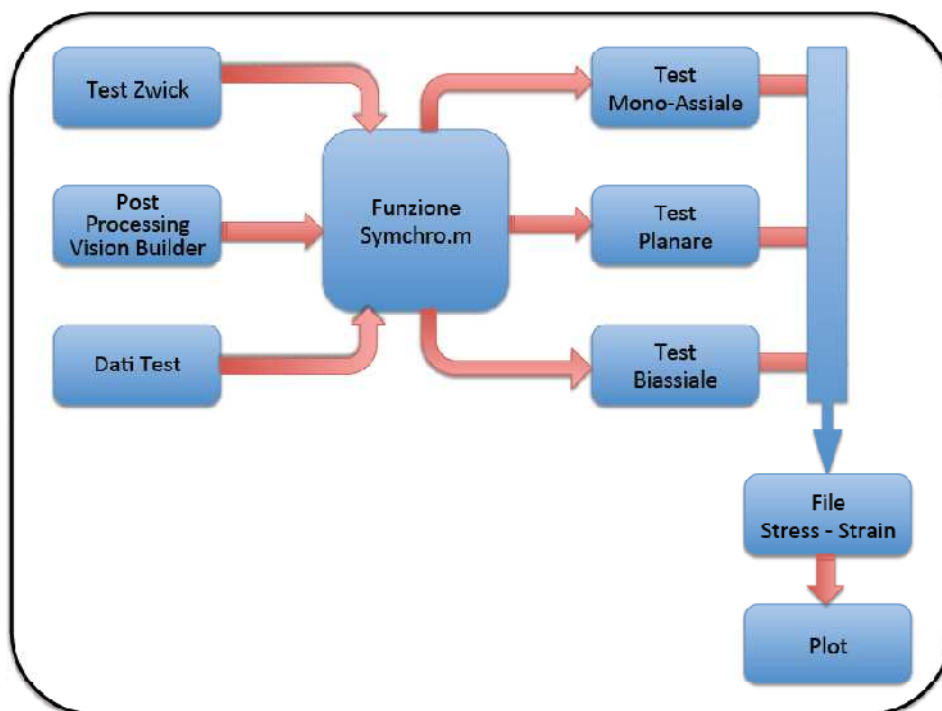 Test Zwick
Post
Processing
Vision Builder
Dati Test
Funzione
Symchro.m
Test
Mono-Assiale
Test
Planare
Test
Biassiale
File
Stress - Strain
Plot